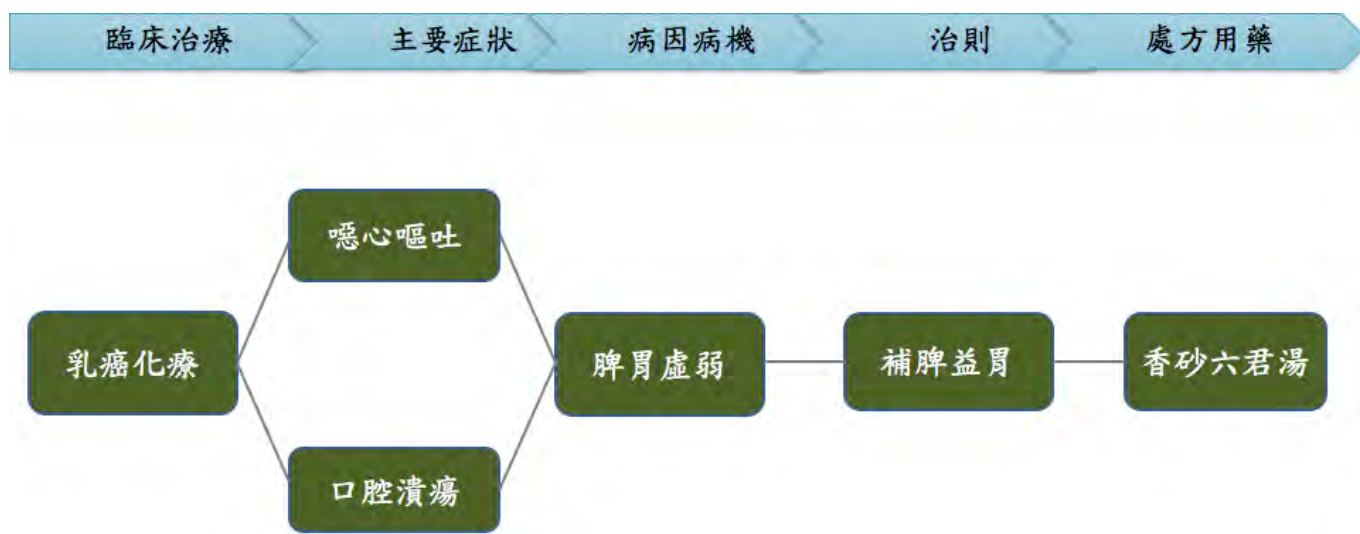 臨床治療 主要症狀 病因病機 治則 處方用藥
噁心嘔吐
乳癌化療 脾胃虛弱 補脾益胃 香砂六君湯
口腔潰瘍